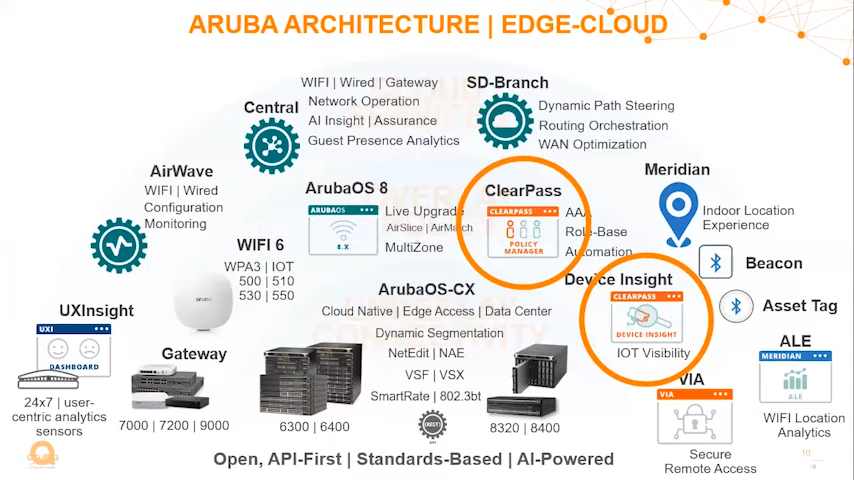 ARUBA ARCHITECTURE | EDGE-CLOUD
WIFI | Wired | Gateway
Central
Network Operation
AI Insight | Assurance
Guest Presence Analytics
SD-Branch
Dynamic Path Steering
Routing Orchestration
WAN Optimization
AirWave
WIFI | Wired
Configuration
Monitoring
ArubaOS 8
ARUBAOS
8.X
Live Upgrade
AirSlice | AirMatch
MultiZone
ClearPass
CLEARPASS
POLICY
MANAGER
AAA
Role-Base
Automation
Meridian
Indoor Location
Experience
WIFI 6
WPA3 | IOT
500 | 510
530 | 550
aruba
Beacon
Device Insight
CLEARPASS
DEVICE INSIGHT
IOT Visibility
Asset Tag
ArubaOS-CX
Cloud Native | Edge Access | Data Center
Dynamic Segmentation
NetEdit | NAE
VSF | VSX
SmartRate | 802.3bt
REST
API
UXInsight
UXI
DASHBOARD
24x7 | user-
centric analytics
sensors
Gateway
7000 | 7200 | 9000
6300 | 6400
8320 | 8400
VIA
VIA
Secure
Remote Access
ALE
MERIDIAN
ALE
WIFI Location
Analytics
Open, API-First | Standards-Based | AI-Powered
10